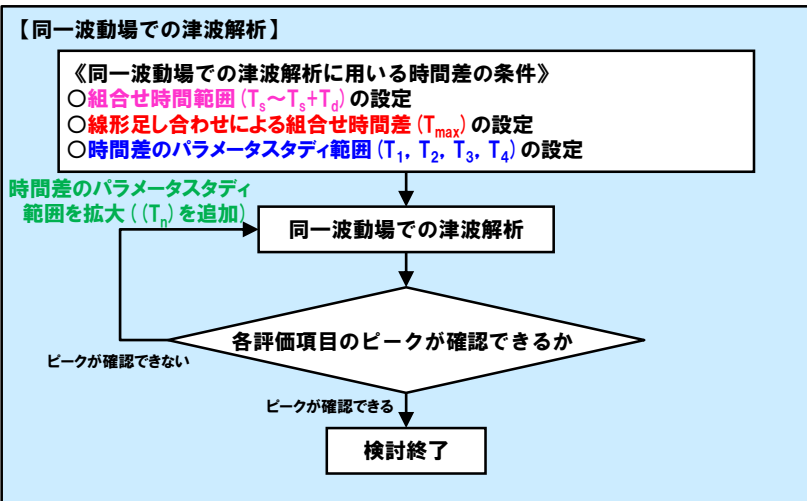 【同一波動場での津波解析】
《同一波動場での津波解析に用いる時間差の条件》
○組合せ時間範囲(Ts～Ts+Td)の設定
○線形足し合わせによる組合せ時間差(Tmax)の設定
○時間差のパラメータスタディ範囲(T1, T2, T3, T4)の設定
時間差のパラメータスタディ
範囲を拡大((Tn)を追加)
同一波動場での津波解析
各評価項目のピークが確認できるか
ピークが確認できない
ピークが確認できる
検討終了